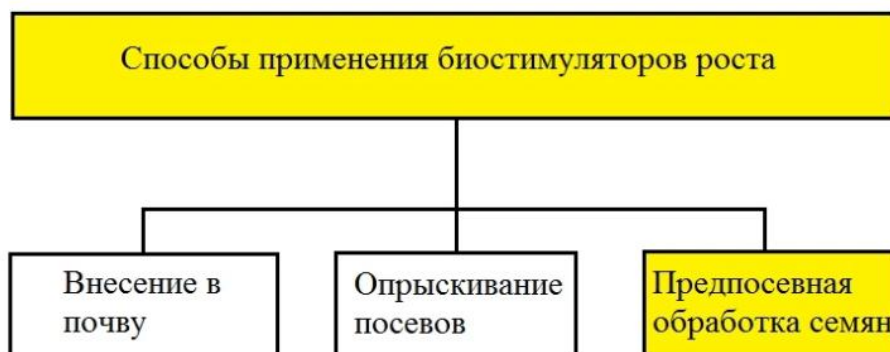 Способы применения биостимуляторов роста
Внесение в
почву
Опрыскивание
посевов
Предпосевная
обработка семян